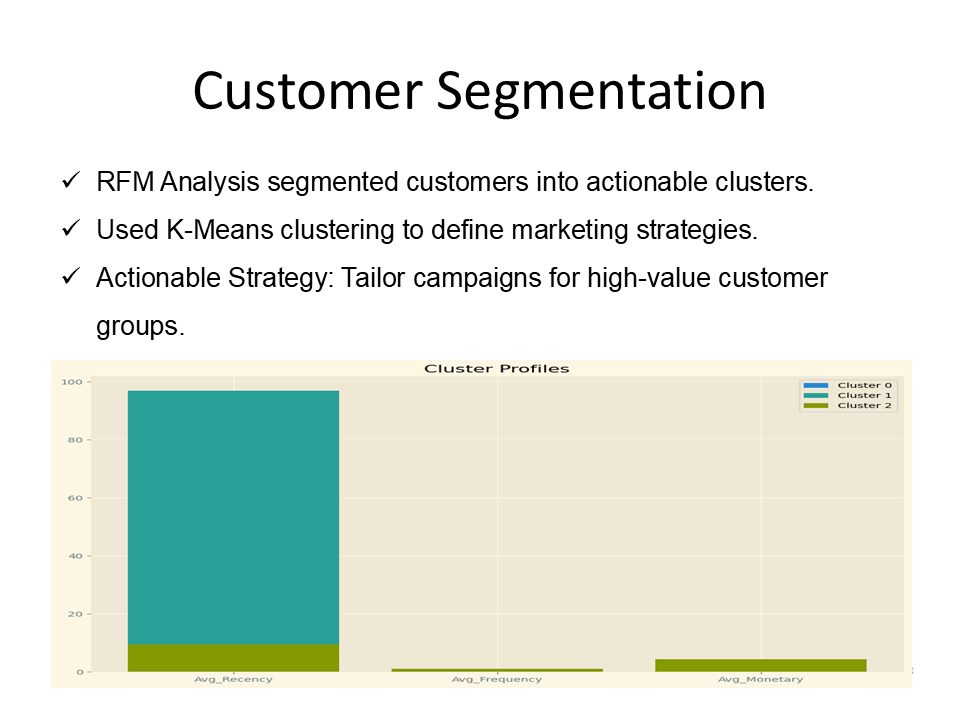 Customer Segmentation
✓ RFM Analysis segmented customers into actionable clusters.
✓ Used K-Means clustering to define marketing strategies.
✓ Actionable Strategy: Tailor campaigns for high-value customer
groups.
Cluster Profiles
Cluster 0
Cluster 1
Cluster 2
100
80
60
40
20
0
Avg_Recency
Avg_Frequency
Avg_Monetary